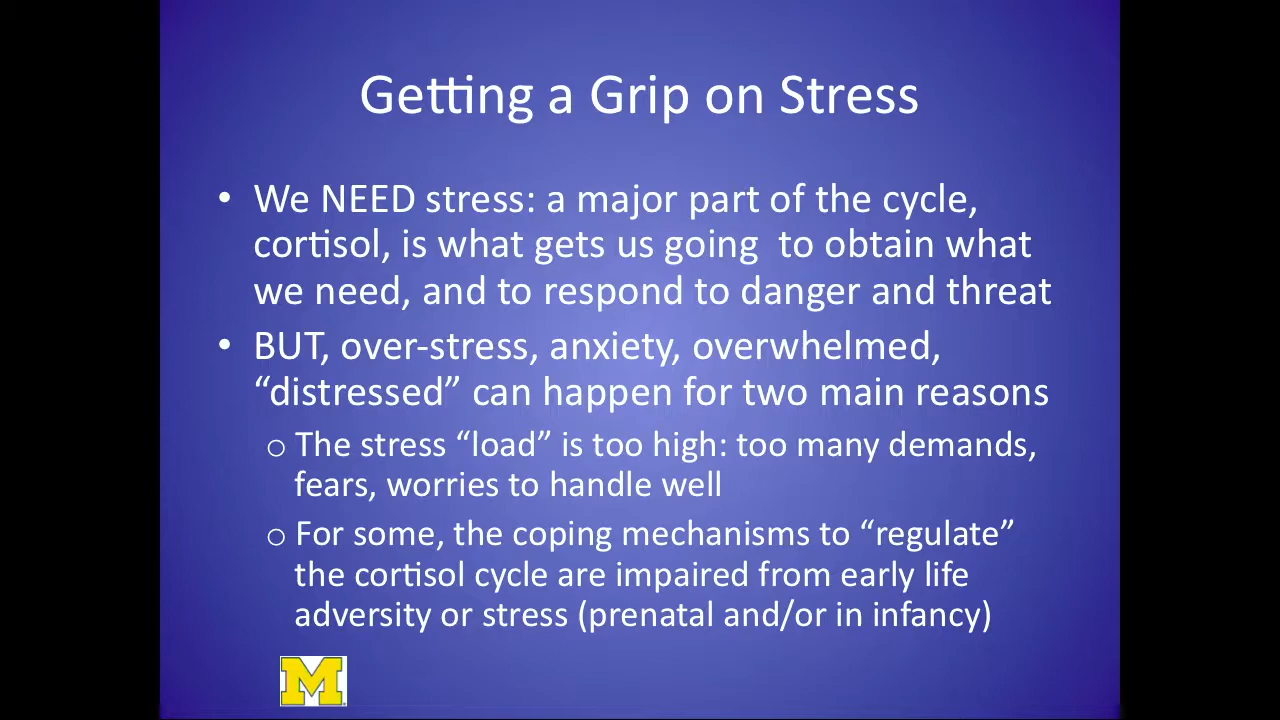 Getting a Grip on Stress
• We NEED stress: a major part of the cycle,
cortisol, is what gets us going  to obtain what
we need, and to respond to danger and threat
• BUT, over-stress, anxiety, overwhelmed,
“distressed” can happen for two main reasons
o The stress “load” is too high: too many demands,
fears, worries to handle well
o For some, the coping mechanisms to “regulate”
the cortisol cycle are impaired from early life
adversity or stress (prenatal and/or in infancy)
M